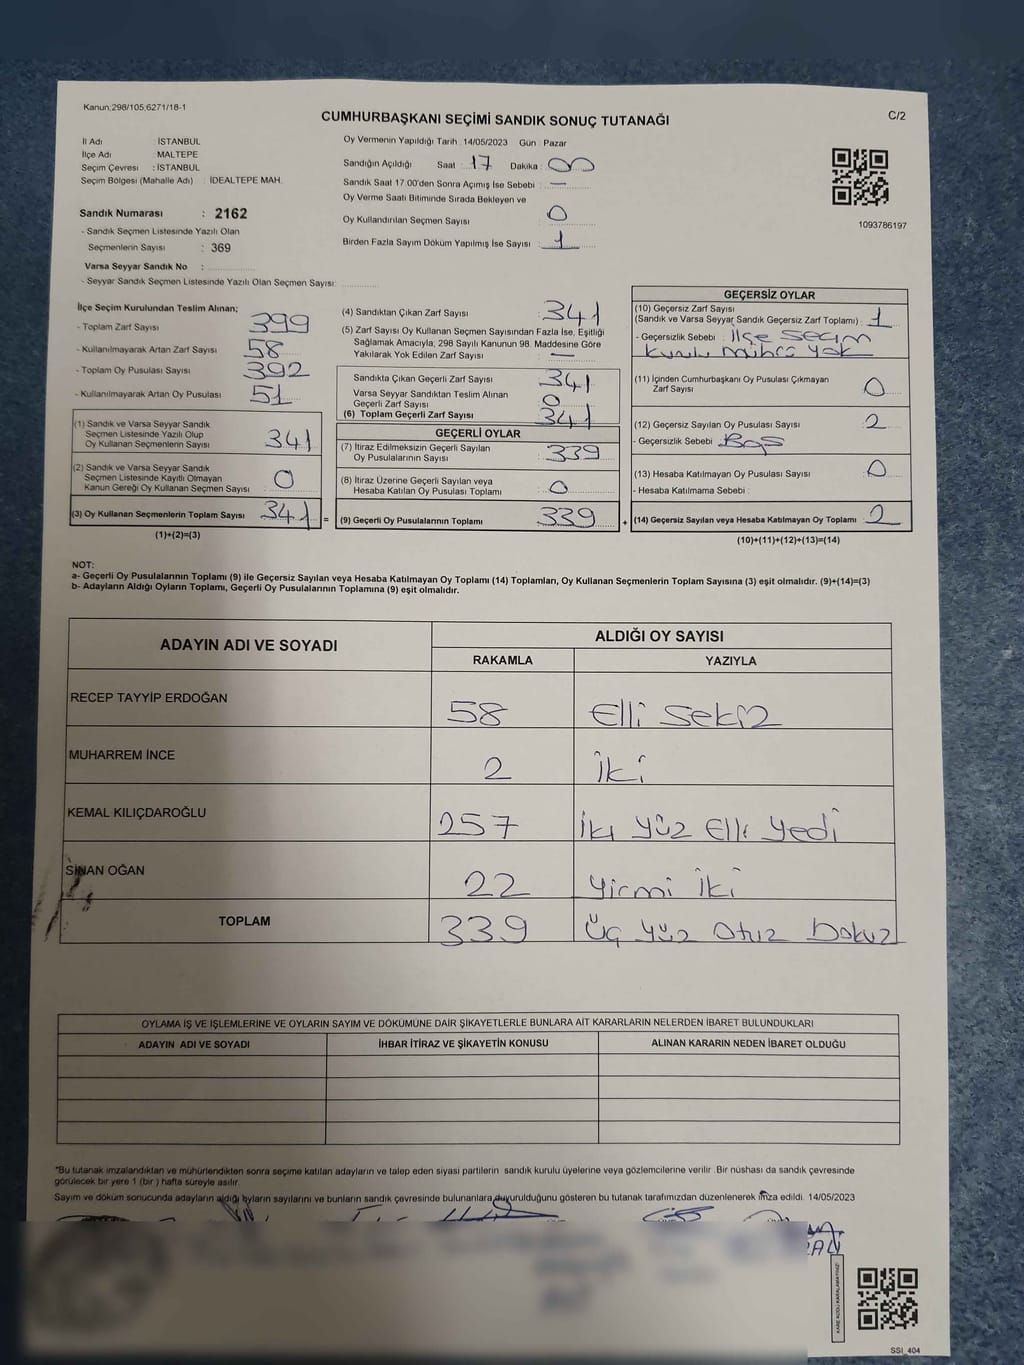 Kanun;298/105,6271/18-1
C/2
CUMHURBAŞKANI SEÇİMİ SANDIK SONUÇ TUTANAĞI
İl Adı : İSTANBUL
İlçe Adı : MALTEPE
Seçim Çevresi : İSTANBUL
Seçim Bölgesi (Mahalle Adı) : İDEALTEPE MAH.
Sandık Numarası : 2162
- Sandık Seçmen Listesinde Yazılı Olan
Seçmenlerin Sayısı : 369
Varsa Seyyar Sandık No :
- Seyyar Sandık Seçmen Listesinde Yazılı Olan Seçmen Sayısı:
Oy Vermenin Yapıldığı Tarih :14/05/2023 Gün : Pazar
Sandığın Açıldığı Saat : 17 Dakika : 00
Sandık Saat 17.00'den Sonra Açımış İse Sebebi : —
Oy Verme Saati Bitiminde Sırada Bekleyen ve
Oy Kullandırılan Seçmen Sayısı : 0
Birden Fazla Sayım Döküm Yapılmış İse Sayısı : 1
1093786197
İlçe Seçim Kurulundan Teslim Alınan;
- Toplam Zarf Sayısı 399
- Kullanılmayarak Artan Zarf Sayısı 58
- Toplam Oy Pusulası Sayısı 392
- Kullanılmayarak Artan Oy Pusulası 51
(1) Sandık ve Varsa Seyyar Sandık
Seçmen Listesinde Yazılı Olup
Oy Kullanan Seçmenlerin Sayısı 341
(2) Sandık ve Varsa Seyyar Sandık
Seçmen Listesinde Kayıtlı Olmayan
Kanun Gereği Oy Kullanan Seçmen Sayısı 0
(3) Oy Kullanan Seçmenlerin Toplam Sayısı 341 =
(1)+(2)=(3)
(4) Sandıktan Çıkan Zarf Sayısı 341
(5) Zarf Sayısı Oy Kullanan Seçmen Sayısından Fazla İse, Eşitliği
Sağlamak Amacıyla, 298 Sayılı Kanunun 98. Maddesine Göre
Yakılarak Yok Edilen Zarf Sayısı —
Sandıkta Çıkan Geçerli Zarf Sayısı 341
Varsa Seyyar Sandıktan Teslim Alınan
Geçerli Zarf Sayısı 0
(6) Toplam Geçerli Zarf Sayısı 341
GEÇERLİ OYLAR
(7) İtiraz Edilmeksizin Geçerli Sayılan
Oy Pusulalarının Sayısı 339
(8) İtiraz Üzerine Geçerli Sayılan veya
Hesaba Katılan Oy Pusulası Toplamı 0
(9) Geçerli Oy Pusulalarının Toplamı 339 +
GEÇERSİZ OYLAR
(10) Geçersiz Zarf Sayısı
(Sandık ve Varsa Seyyar Sandık Geçersiz Zarf Toplamı) : 1
- Geçersizlik Sebebi : ilçe seçim
kurulu mührü yok
(11) İçinden Cumhurbaşkanı Oy Pusulası Çıkmayan
Zarf Sayısı 0
(12) Geçersiz Sayılan Oy Pusulası Sayısı 2
- Geçersizlik Sebebi : Boş
(13) Hesaba Katılmayan Oy Pusulası Sayısı 0
- Hesaba Katılmama Sebebi :
(14) Geçersiz Sayılan veya Hesaba Katılmayan Oy Toplamı 2
(10)+(11)+(12)+(13)=(14)
NOT:
a- Geçerli Oy Pusulalarının Toplamı (9) ile Geçersiz Sayılan veya Hesaba Katılmayan Oy Toplamı (14) Toplamları, Oy Kullanan Seçmenlerin Toplam Sayısına (3) eşit olmalıdır. (9)+(14)=(3)
b- Adayların Aldığı Oyların Toplamı, Geçerli Oy Pusulalarının Toplamına (9) eşit olmalıdır.
ADAYIN ADI VE SOYADI ALDIĞI OY SAYISI
RAKAMLA YAZIYLA
RECEP TAYYİP ERDOĞAN 58 Elli sekiz
MUHARREM İNCE 2 İki
KEMAL KILIÇDAROĞLU 257 İki yüz Elli yedi
SİNAN OĞAN 22 yirmi iki
TOPLAM 339 Üç yüz Otuz Dokuz
OYLAMA İŞ VE İŞLEMLERİNE VE OYLARIN SAYIM VE DÖKÜMÜNE DAİR ŞİKAYETLERLE BUNLARA AİT KARARLARIN NELERDEN İBARET BULUNDUKLARI
ADAYIN ADI VE SOYADI İHBAR İTİRAZ VE ŞİKAYETİN KONUSU ALINAN KARARIN NEDEN İBARET OLDUĞU
*Bu tutanak imzalandıktan ve mühürlendikten sonra seçime katılan adayların ve talep eden siyasi partilerin sandık kurulu üyelerine veya gözlemcilerine verilir .Bir nüshası da sandık çevresinde
görülecek bir yere 1 (bir ) hafta süreyle asılır.
Sayım ve döküm sonucunda adayların aldığı oyların sayılarını ve bunların sandık çevresinde bulunanlara duyurulduğunu gösteren bu tutanak tarafımızdan düzenlenerek imza edildi. 14/05/2023
KARE KODU KARALAMAYINIZ!
SSI_404